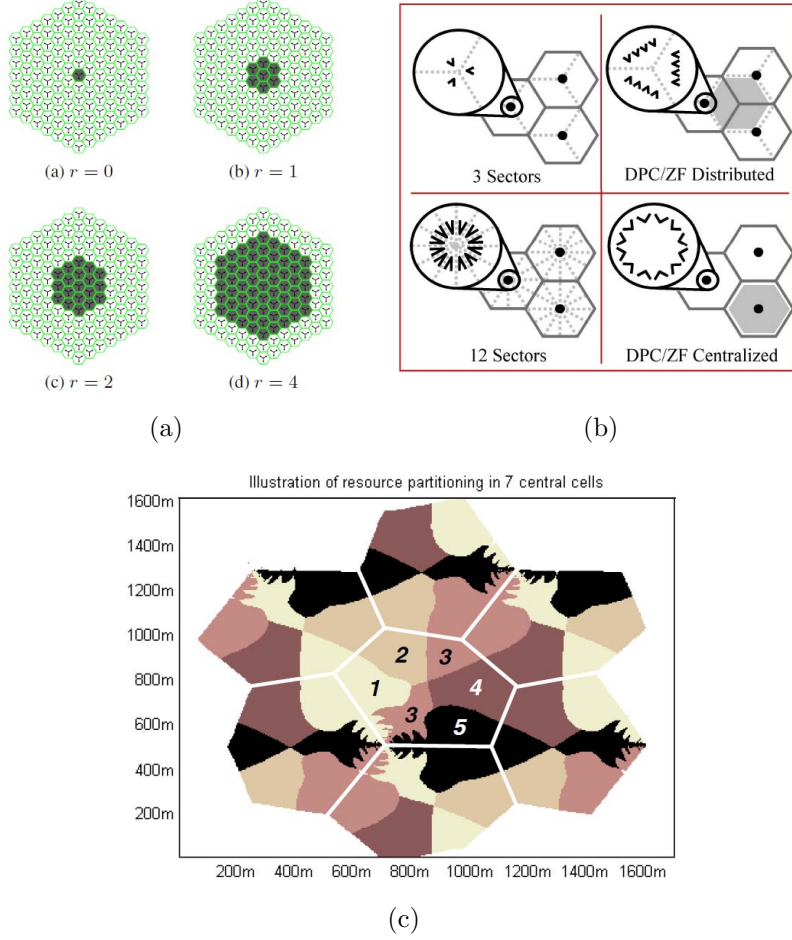 (a) r = 0
(b) r = 1
(c) r = 2
(d) r = 4
(a)
3 Sectors
DPC/ZF Distributed
12 Sectors
DPC/ZF Centralized
(b)
Illustration of resource partitioning in 7 central cells
1600m
1400m
1200m
1000m
800m
600m
400m
200m
2
3
1
4
3
5
200m 400m 600m 800m 1000m 1200m 1400m 1600m
(c)